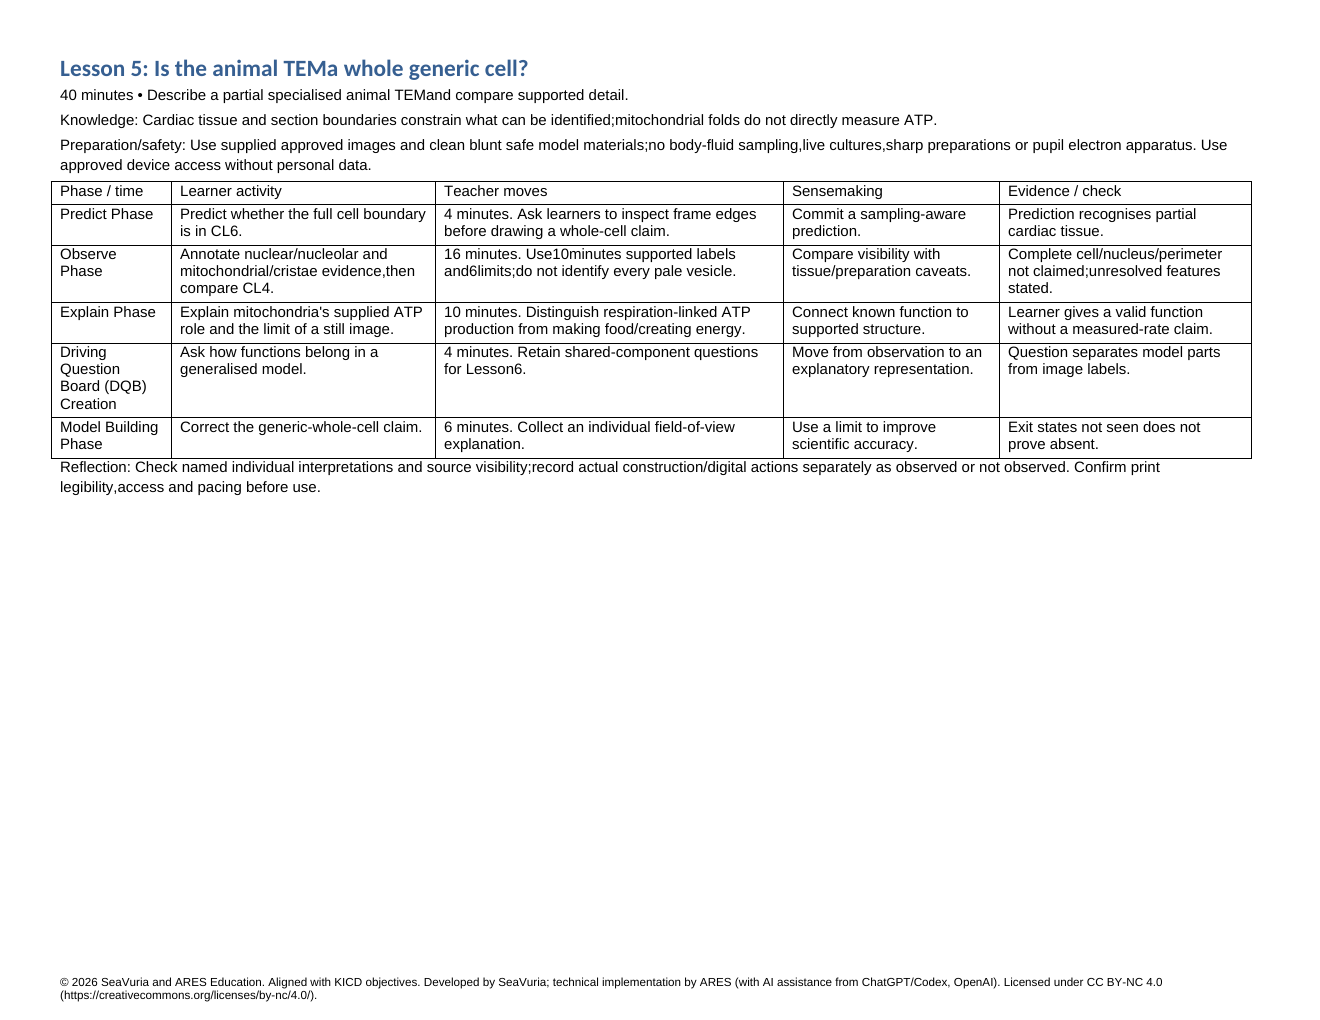 Lesson 5: Is the animal TEMa whole generic cell?
40 minutes • Describe a partial specialised animal TEMand compare supported detail.
Knowledge: Cardiac tissue and section boundaries constrain what can be identified;mitochondrial folds do not directly measure ATP.
Preparation/safety: Use supplied approved images and clean blunt safe model materials;no body-fluid sampling,live cultures,sharp preparations or pupil electron apparatus. Use
approved device access without personal data.
Phase / time
Learner activity
Teacher moves
Sensemaking
Evidence / check
Predict Phase
Predict whether the full cell boundary
is in CL6.
4 minutes. Ask learners to inspect frame edges
before drawing a whole-cell claim.
Commit a sampling-aware
prediction.
Prediction recognises partial
cardiac tissue.
Observe
Phase
Annotate nuclear/nucleolar and
mitochondrial/cristae evidence,then
compare CL4.
16 minutes. Use10minutes supported labels
and6limits;do not identify every pale vesicle.
Compare visibility with
tissue/preparation caveats.
Complete cell/nucleus/perimeter
not claimed;unresolved features
stated.
Explain Phase
Explain mitochondria's supplied ATP
role and the limit of a still image.
10 minutes. Distinguish respiration-linked ATP
production from making food/creating energy.
Connect known function to
supported structure.
Learner gives a valid function
without a measured-rate claim.
Driving
Question
Board (DQB)
Creation
Ask how functions belong in a
generalised model.
4 minutes. Retain shared-component questions
for Lesson6.
Move from observation to an
explanatory representation.
Question separates model parts
from image labels.
Model Building
Phase
Correct the generic-whole-cell claim.
6 minutes. Collect an individual field-of-view
explanation.
Use a limit to improve
scientific accuracy.
Exit states not seen does not
prove absent.
Reflection: Check named individual interpretations and source visibility;record actual construction/digital actions separately as observed or not observed. Confirm print
legibility,access and pacing before use.
© 2026 SeaVuria and ARES Education. Aligned with KICD objectives. Developed by SeaVuria; technical implementation by ARES (with AI assistance from ChatGPT/Codex, OpenAI). Licensed under CC BY-NC 4.0
(https://creativecommons.org/licenses/by-nc/4.0/).